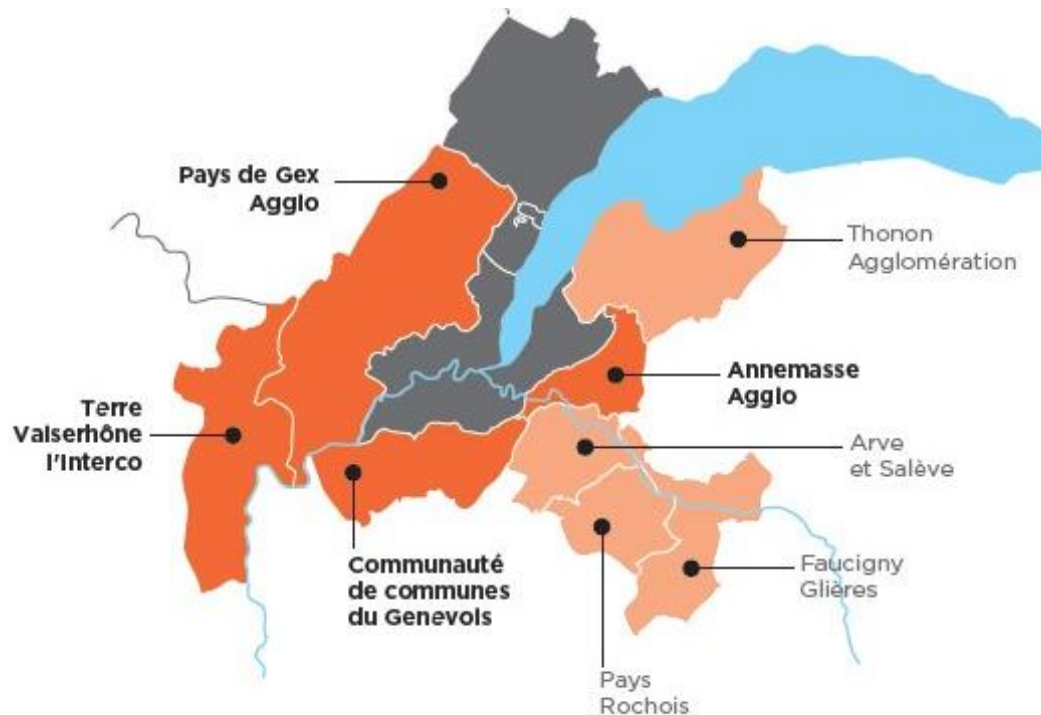 Pays de Gex
Agglo
Thonon
Agglomération
Annemasse
Agglo
Terre
Valserhône
l'Interco
Arve
et Salève
Communauté
de communes
du Genevois
Faucigny
Glières
Pays
Rochois